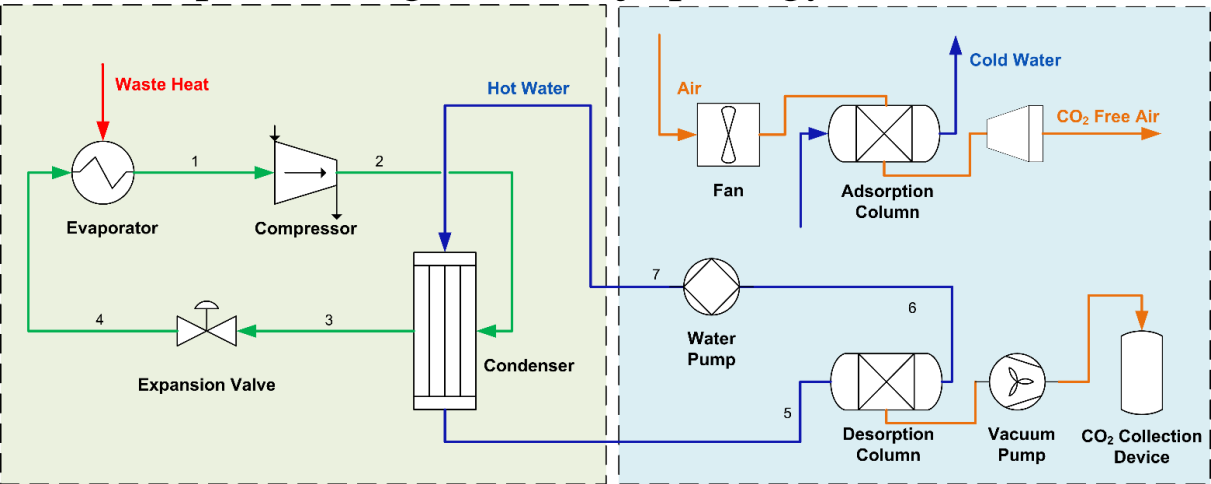 Waste Heat
1
2
Evaporator
Compressor
Hot Water
4
3
Expansion Valve
Condenser
Air
Cold Water
CO₂ Free Air
Fan
Adsorption
Column
7
6
Water
Pump
5
Desorption
Column
Vacuum
Pump
CO₂ Collection
Device